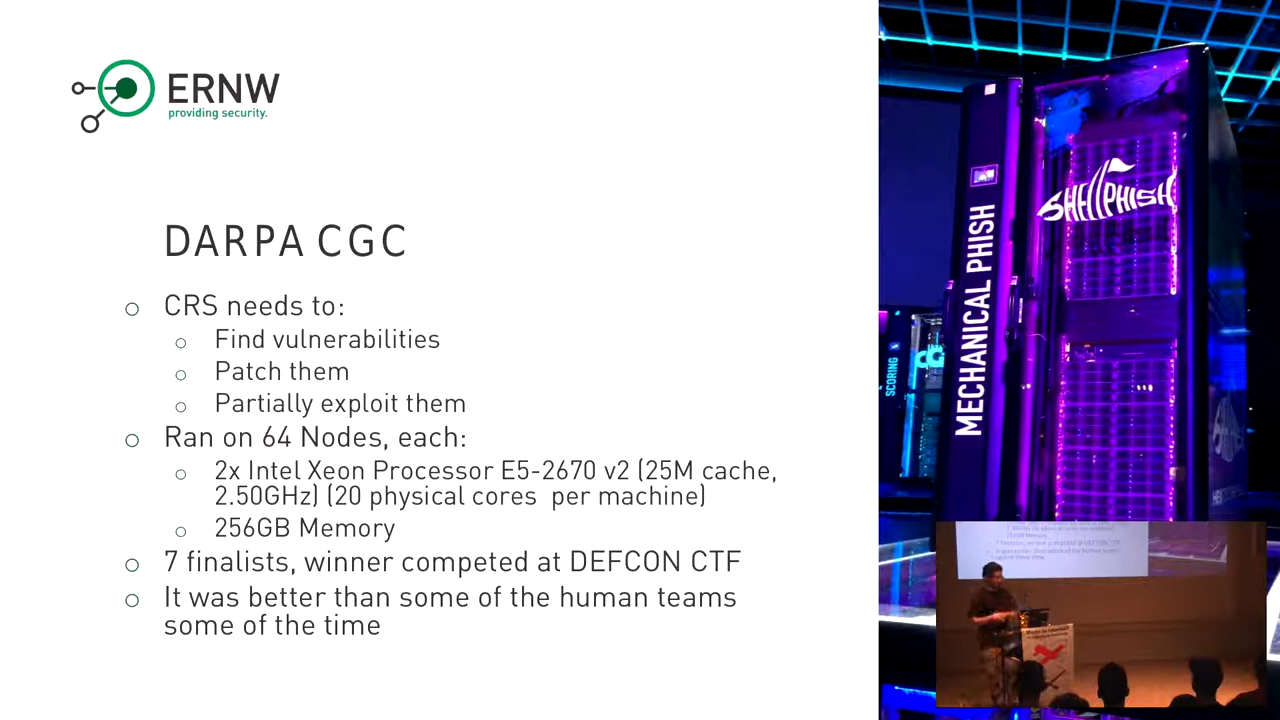 ERNW
providing security.
DARPA CGC
CRS needs to:
Find vulnerabilities
Patch them
Partially exploit them
Ran on 64 Nodes, each:
2x Intel Xeon Processor E5-2670 v2 (25M cache,
2.50GHz) (20 physical cores per machine)
256GB Memory
7 finalists, winner competed at DEFCON CTF
It was better than some of the human teams
some of the time
SHELLPHISH
MECHANICAL PHISH
SCORING